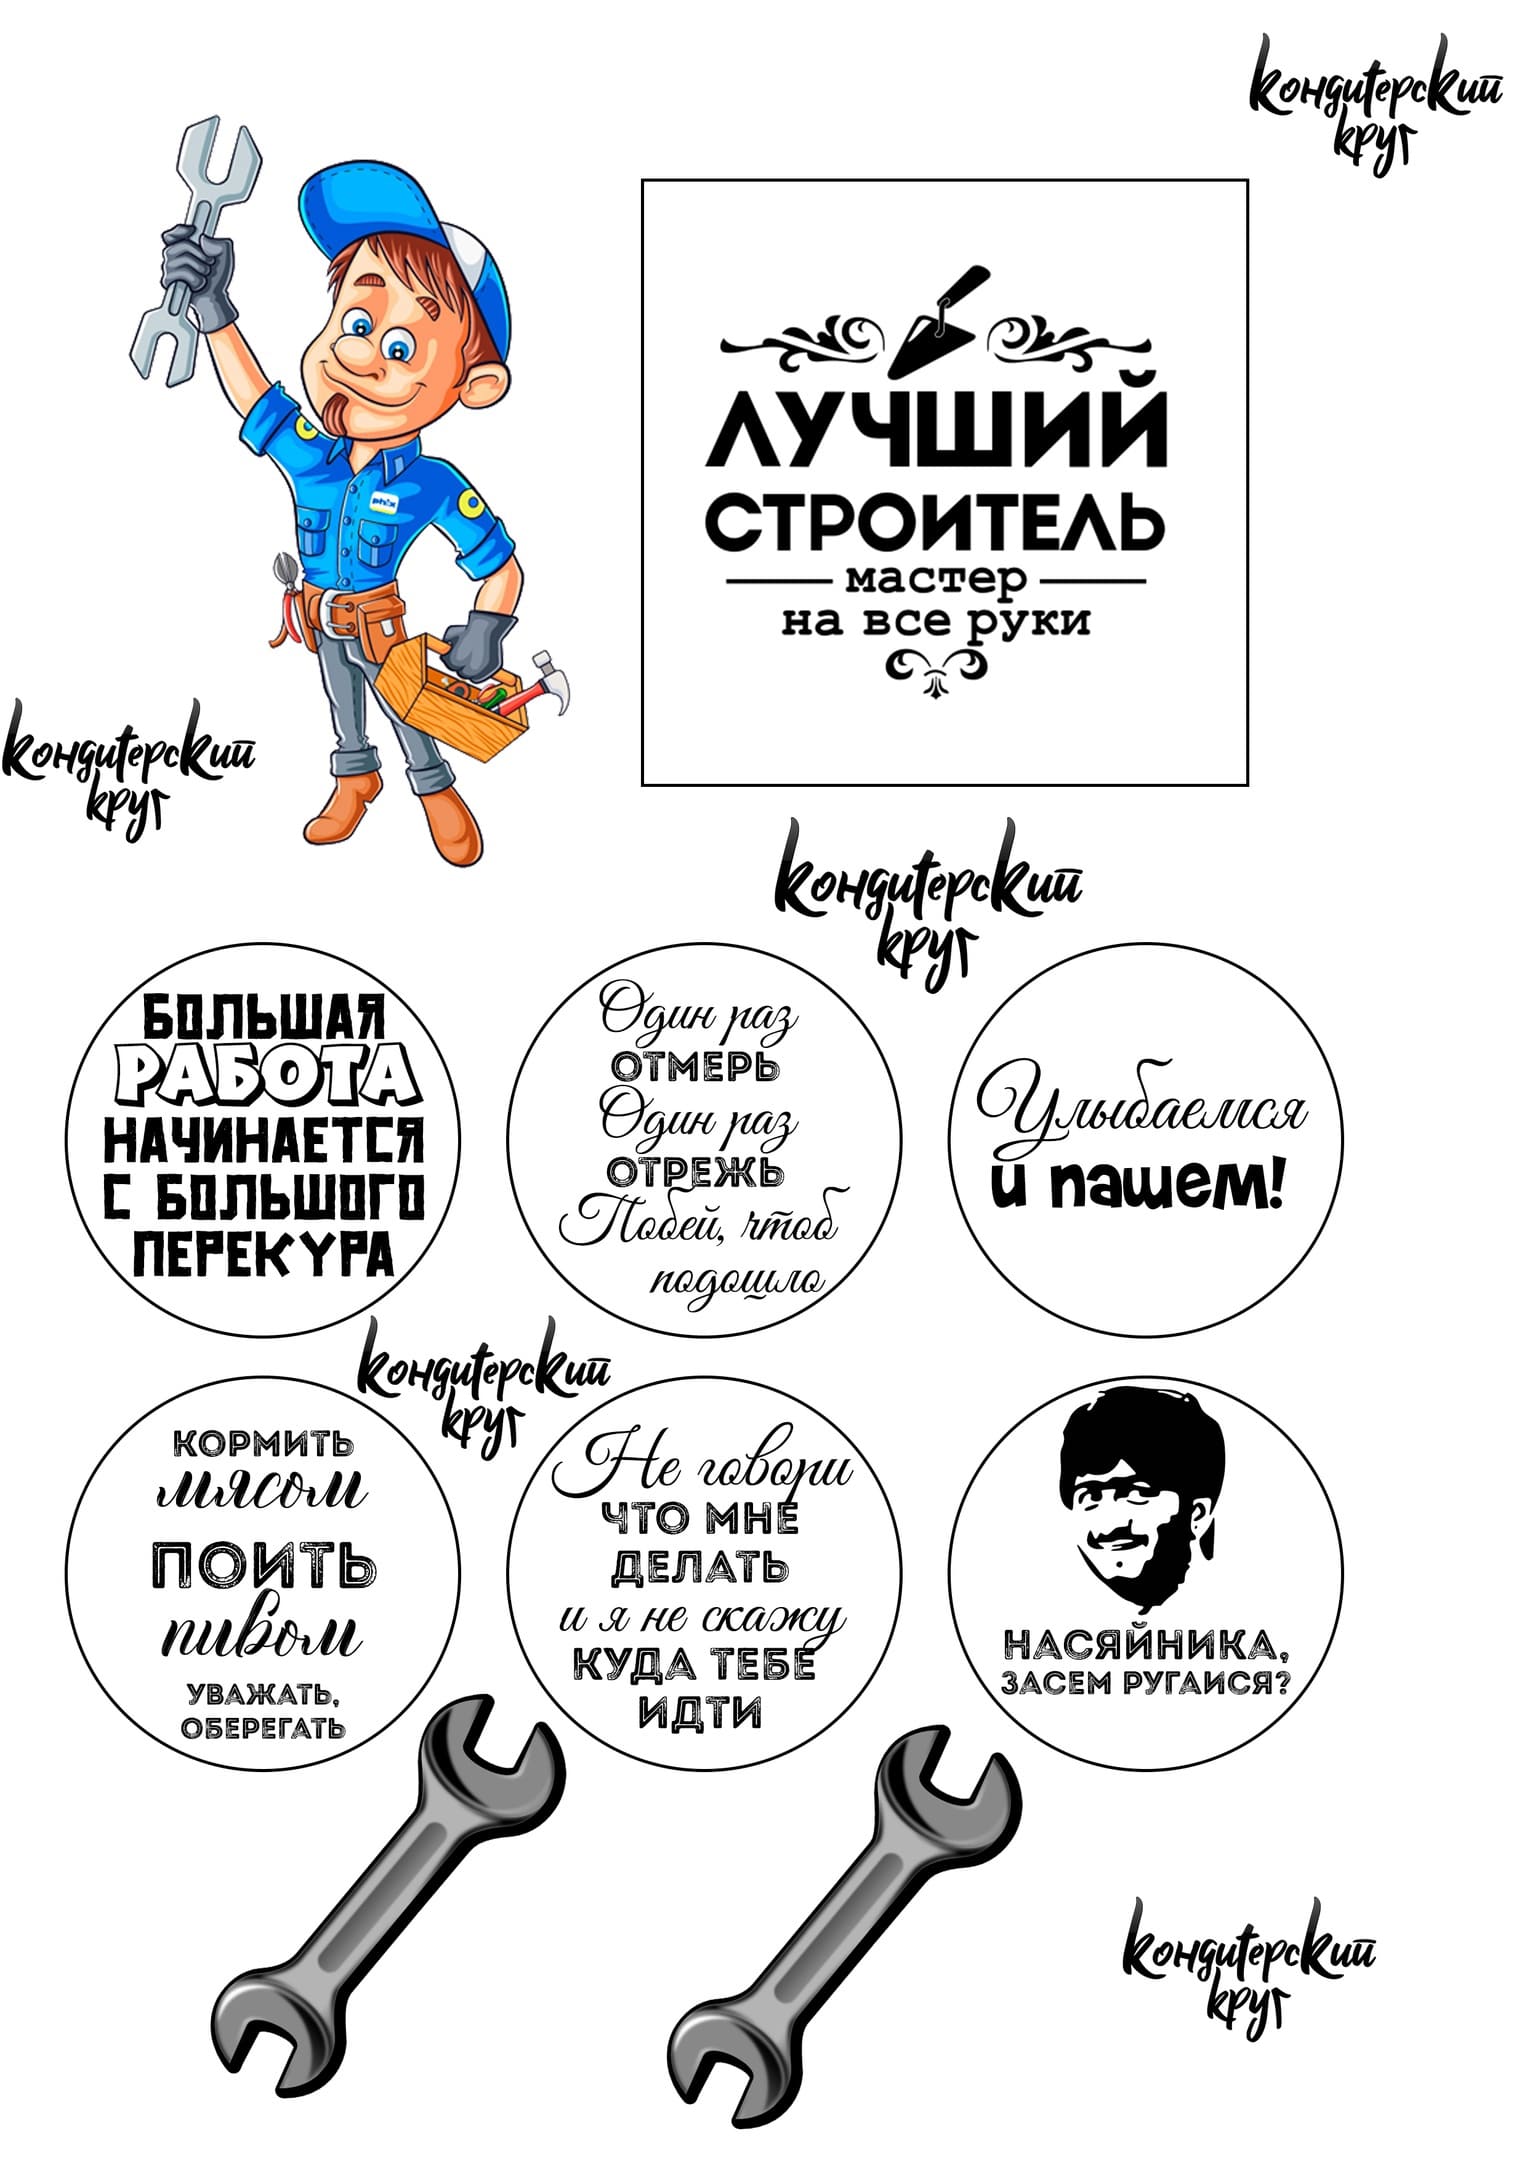 кондитерский
круг
phix
ЛУЧШИЙ
СТРОИТЕЛЬ
мастер
на все руки
кондитерский
круг
кондитерский
круг
БОЛЬШАЯ
РАБОТА
НАЧИНАЕТСЯ
С БОЛЬШОГО
ПЕРЕКУРА
Один раз
ОТМЕРЬ
Один раз
ОТРЕЖЬ
Побей, чтоб
подошло
Улыбаемся
и пашем!
кондитерский
круг
КОРМИТЬ
мясом
ПОИТЬ
пивом
УВАЖАТЬ,
ОБЕРЕГАТЬ
Не говори
ЧТО МНЕ
ДЕЛАТЬ
и я не скажу
КУДА ТЕБЕ
ИДТИ
НАСЯЙНИКА,
ЗАСЕМ РУГАИСЯ?
кондитерский
круг